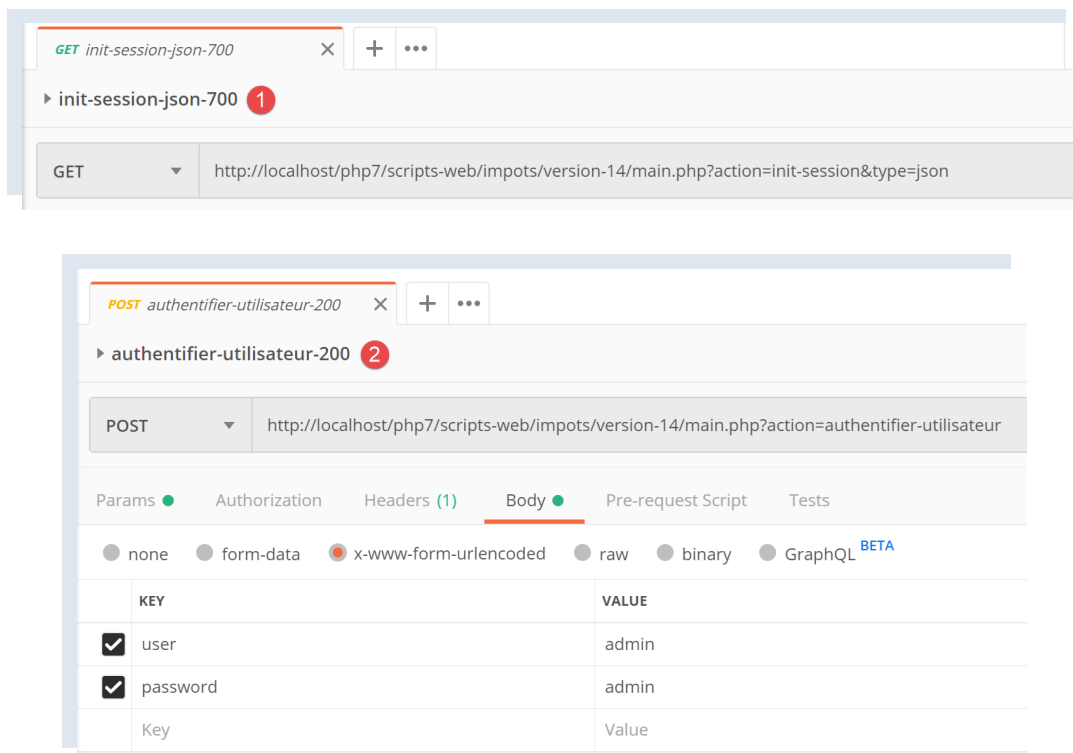 GET init-session-json-700
init-session-json-700 1
GET http://localhost/php7/scripts-web/impots/version-14/main.php?action=init-session&type=json
POST authentifier-utilisateur-200
authentifier-utilisateur-200 2
POST http://localhost/php7/scripts-web/impots/version-14/main.php?action=authentifier-utilisateur
Params Authorization Headers (1) Body Pre-request Script Tests
none form-data x-www-form-urlencoded raw binary GraphQL BETA
KEY VALUE
user admin
password admin
Key Value